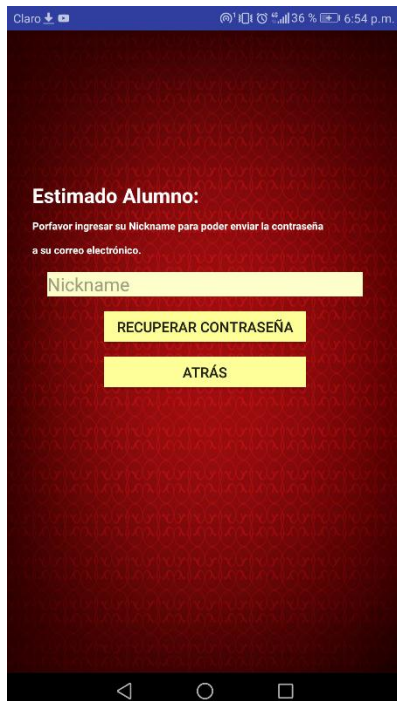 Claro 36 % 6:54 p.m.
Estimado Alumno:
Porfavor ingresar su Nickname para poder enviar la contraseña
a su correo electrónico.
Nickname
RECUPERAR CONTRASEÑA
ATRÁS